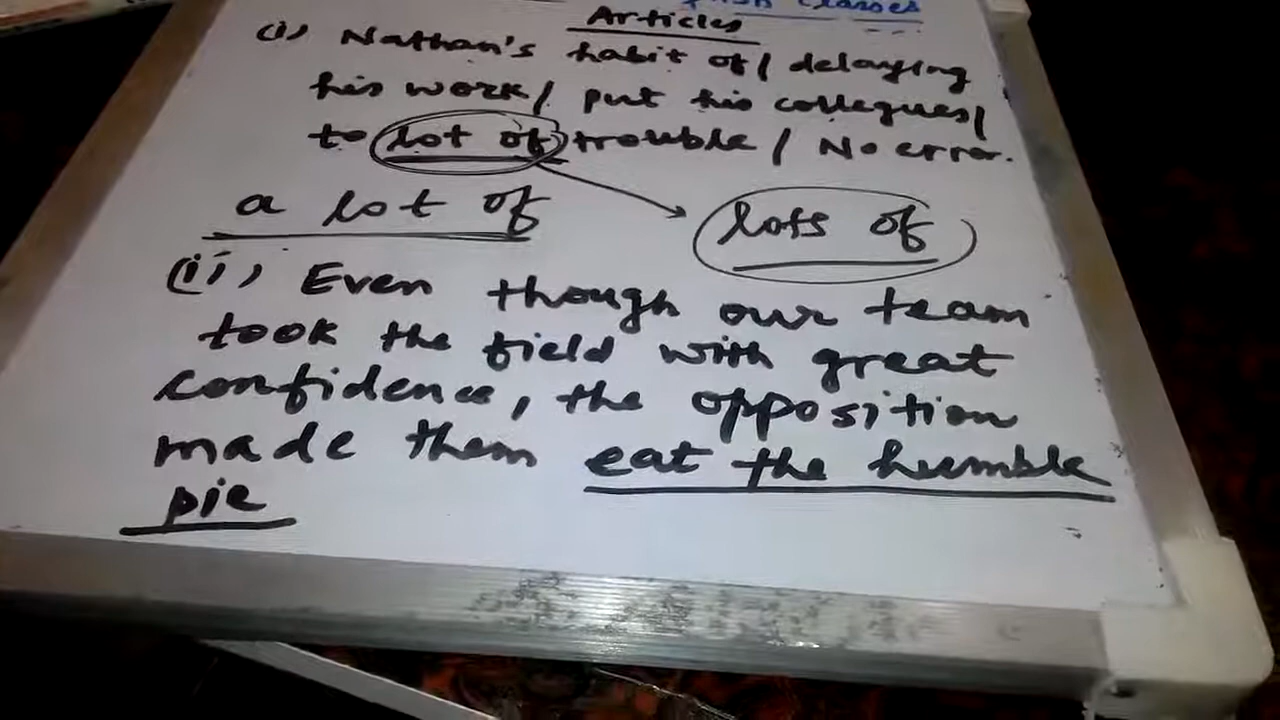 Classes
Articles
(i) Nathan's habit of / delaying
his work / put his collegues /
to lot of trouble / No error.
a lot of
lots of
(ii) Even though our team
took the field with great
confidence, the opposition
made them eat the humble
pie